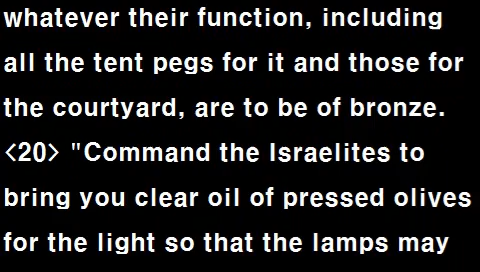 whatever their function, including
all the tent pegs for it and those for
the courtyard, are to be of bronze.
<20> "Command the Israelites to
bring you clear oil of pressed olives
for the light so that the lamps may